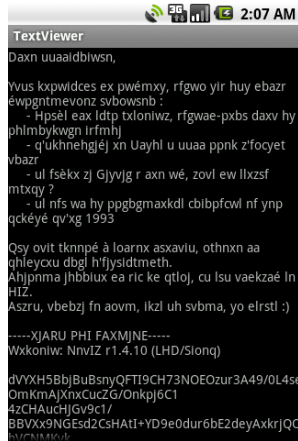 3G 2:07 AM
TextViewer
Daxn uuaaidbiwsn,
Yvus kxpwidces ex pwémxy, rfgwo yir huy ebazr
éwpgntmevonz svbowsnb :
- Hpsèl eax ldtp txloniwz, rfgwae-pxbs daxv hy
phlmbykwgn irfmhj
- q'ukhnehgjéj xn Uayhl u uuaa ppnk z'focyet
vbazr
- ul fsèkx zj Gjyvjg r axn wé, zovl ew llxzsf
mtxqy ?
- ul nfs wa hy ppgbgmaxkdl cbibpfcwl nf ynp
qckéyé qv'xg 1993
Qsy ovit tknnpé à loarnx asxaviu, othnxn aa
qhleycxu dbgl h'fjysidtmeth.
Ahjpnma jhbbiux ea ric ke qtloj, cu lsu vaekzaé ln
HIZ.
Aszru, vbebzj fn aovm, ikzl uh svbma, yo elrstl :)
-----XJARU PHI FAXMJNE-----
Wxkoniw: NnvIZ r1.4.10 (LHD/Sionq)
dVYXH5BbjBuBsnyQFTI9CH73NOEOzur3A49/0L4se
OmKmAjXnxCucZG/Onkpj6C1
4zCHAucHJGv9c1/
BBVXx9NGEsd2CsHAtI+YD9e0dur6bE2deyAxkrjQC